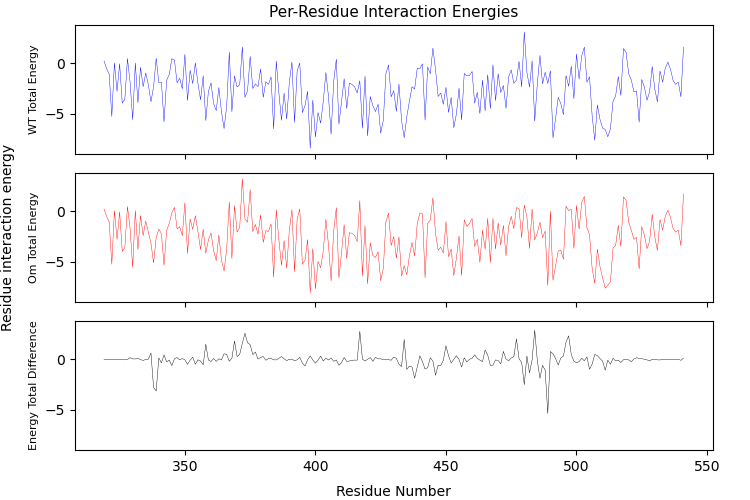 Per-Residue Interaction Energies
Residue interaction energy
WT Total Energy
0
−5
Om Total Energy
0
−5
Energy Total Difference
0
−5
350
400
450
500
550
Residue Number